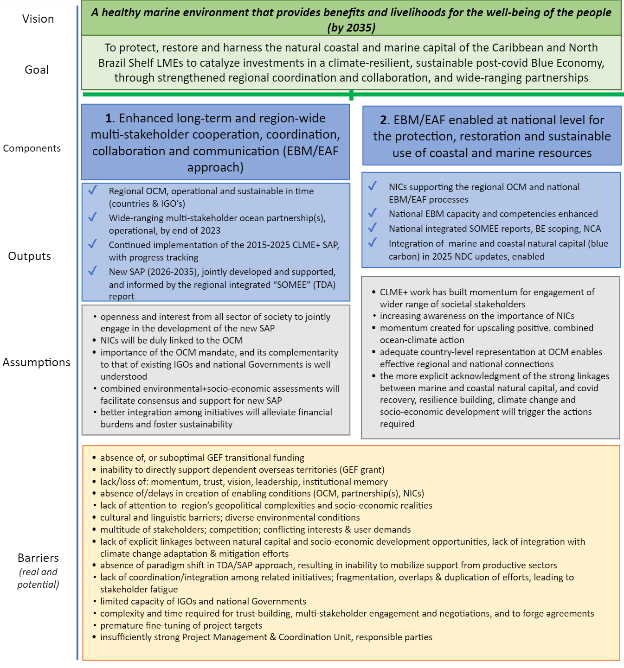 Vision
A healthy marine environment that provides benefits and livelihoods for the well-being of the people
(by 2035)
Goal
To protect, restore and harness the natural coastal and marine capital of the Caribbean and North
Brazil Shelf LMEs to catalyze investments in a climate-resilient, sustainable post-covid Blue Economy,
through strengthened regional coordination and collaboration, and wide-ranging partnerships
Components
1. Enhanced long-term and region-wide
multi-stakeholder cooperation, coordination,
collaboration and communication (EBM/EAF
approach)
2. EBM/EAF enabled at national level for
the protection, restoration and sustainable
use of coastal and marine resources
Outputs
✓ Regional OCM, operational and sustainable in time
(countries & IGO's)
✓ Wide-ranging multi-stakeholder ocean partnership(s),
operational, by end of 2023
✓ Continued implementation of the 2015-2025 CLME+ SAP,
with progress tracking
✓ New SAP (2026-2035), jointly developed and supported,
and informed by the regional integrated "SOMEE" (TDA)
report
✓ NICs supporting the regional OCM and national
EBM/EAF processes
✓ National EBM capacity and competencies enhanced
✓ National integrated SOMEE reports, BE scoping, NCA
✓ Integration of marine and coastal natural capital (blue
carbon) in 2025 NDC updates, enabled
Assumptions
• openness and interest from all sector of society to jointly
engage in the development of the new SAP
• NICs will be duly linked to the OCM
• importance of the OCM mandate, and its complementarity
to that of existing IGOs and national Governments is well
understood
• combined environmental+socio-economic assessments will
facilitate consensus and support for new SAP
• better integration among initiatives will alleviate financial
burdens and foster sustainability
• CLME+ work has built momentum for engagement of
wider range of societal stakeholders
• increasing awareness on the importance of NICs
• momentum created for upscaling positive. combined
ocean-climate action
• adequate country-level representation at OCM enables
effective regional and national connections
• the more explicit acknowledgment of the strong linkages
between marine and coastal natural capital, and covid
recovery, resilience building, climate change and
socio-economic development will trigger the actions
required
Barriers
(real and
potential)
• absence of, or suboptimal GEF transitional funding
• inability to directly support dependent overseas territories (GEF grant)
• lack/loss of: momentum, trust, vision, leadership, institutional memory
• absence of/delays in creation of enabling conditions (OCM, partnership(s), NICs)
• lack of attention to region's geopolitical complexities and socio-economic realities
• cultural and linguistic barriers; diverse environmental conditions
• multitude of stakeholders; competition; conflicting interests & user demands
• lack of explicit linkages between natural capital and socio-economic development opportunities, lack of integration with
climate change adaptation & mitigation efforts
• absence of paradigm shift in TDA/SAP approach, resulting in inability to mobilize support from productive sectors
• lack of coordination/integration among related initiatives; fragmentation, overlaps & duplication of efforts, leading to
stakeholder fatigue
• limited capacity of IGOs and national Governments
• complexity and time required for trust-building, multi-stakeholder engagement and negotiations, and to forge agreements
• premature fine-tuning of project targets
• insufficiently strong Project Management & Coordination Unit, responsible parties